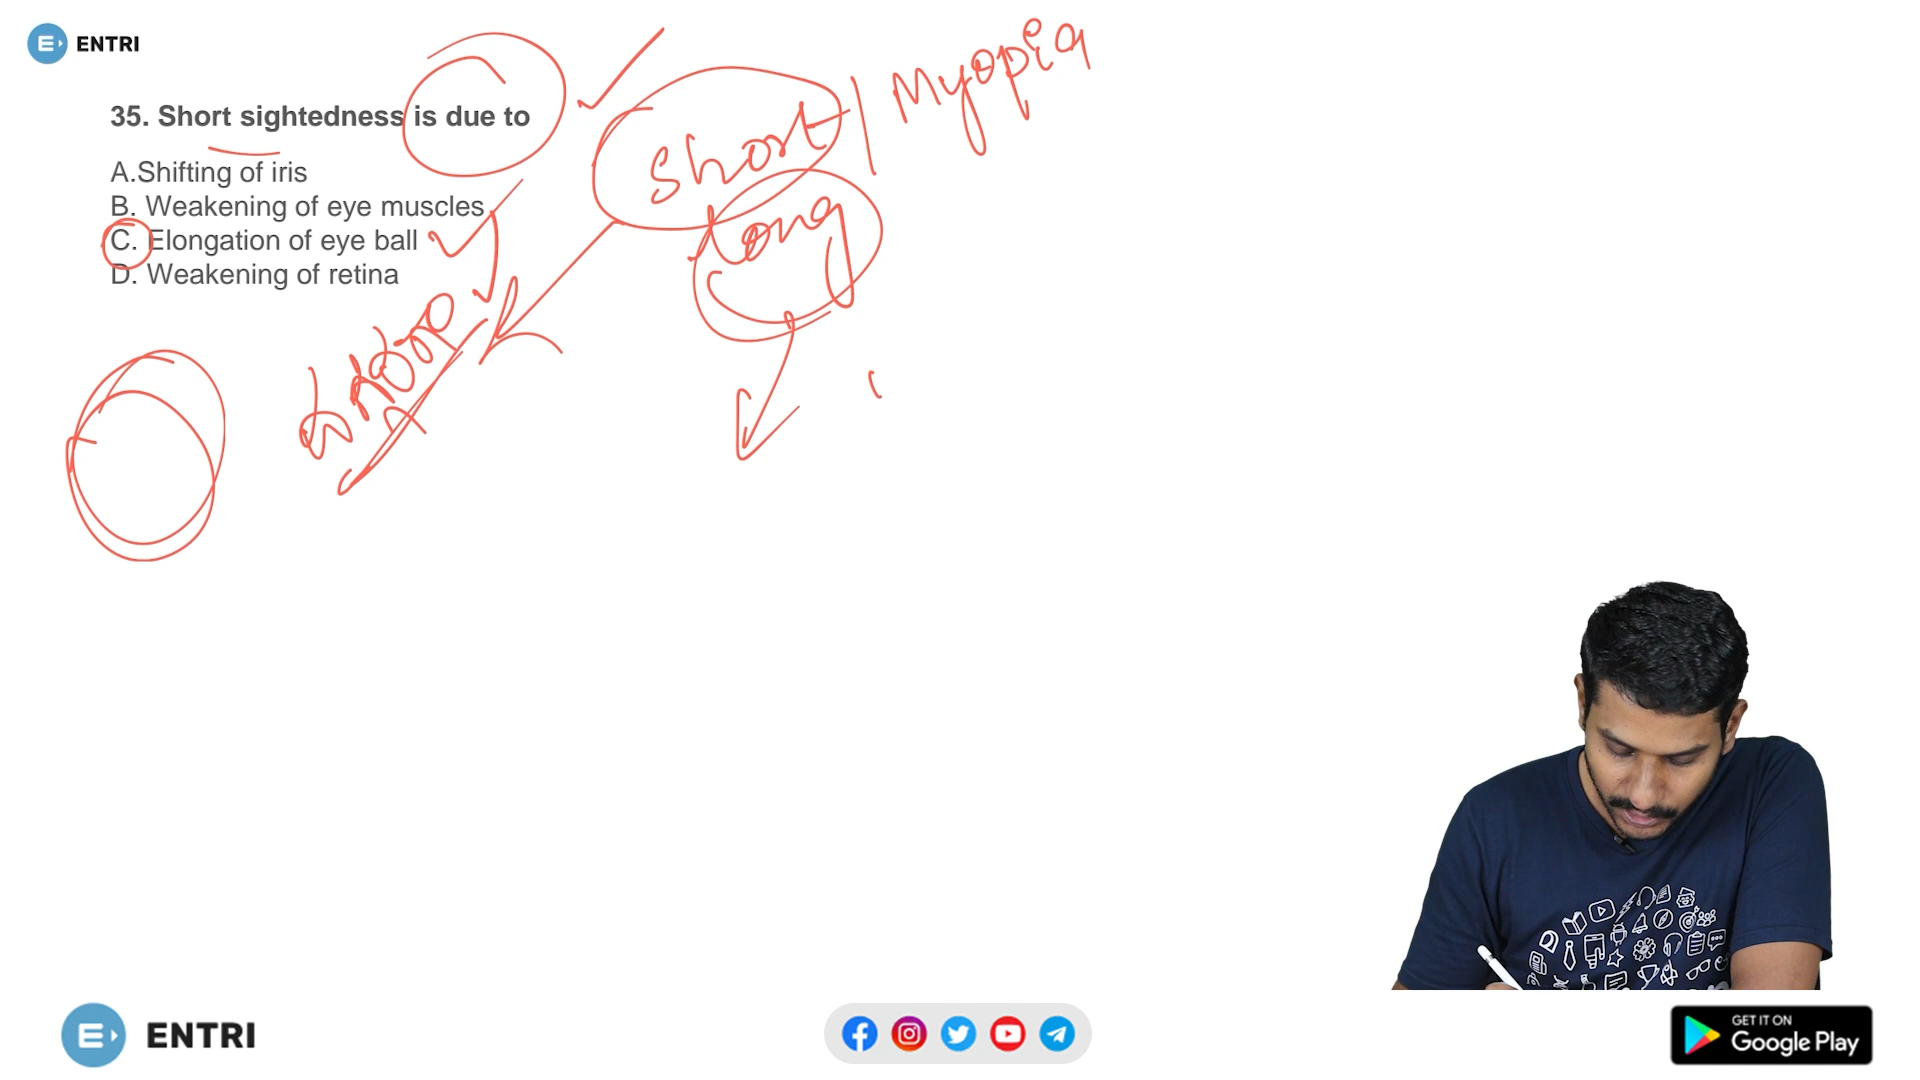 ENTRI
35. Short sightedness is due to
A.Shifting of iris
B. Weakening of eye muscles
C. Elongation of eye ball
D. Weakening of retina
Short / Myopia
Long
ENTRI
GET IT ON
Google Play